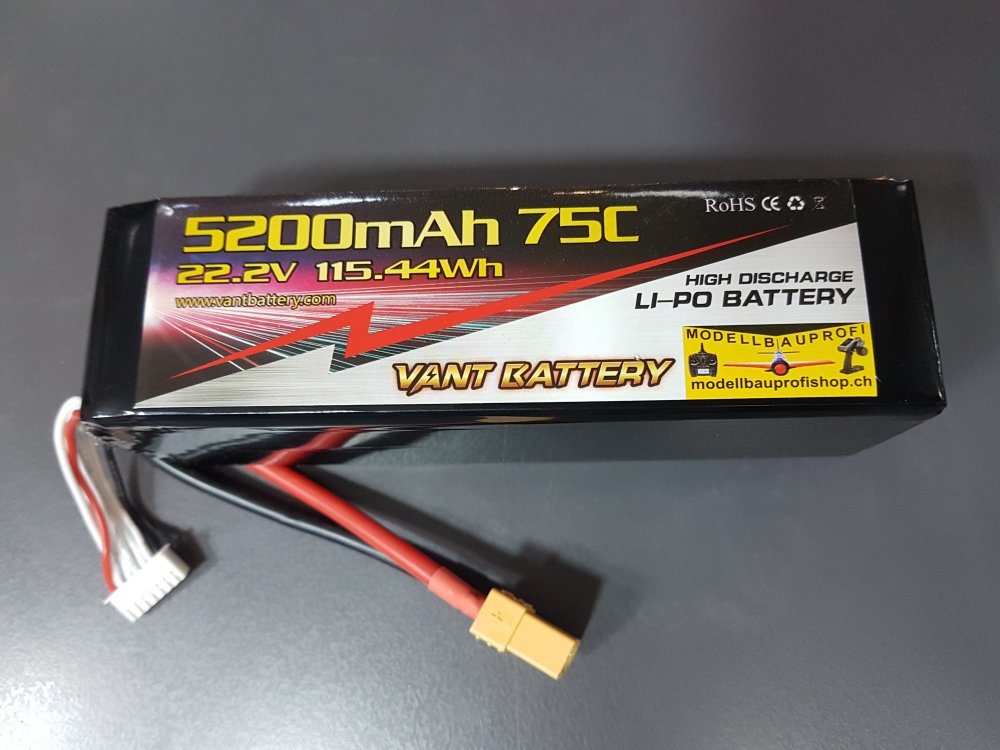 5200mAh 75C
RoHS CE
22.2V 115.44Wh
www.vantbattery.com
HIGH DISCHARGE
LI-PO BATTERY
VANT BATTERY
MODELLBAUPROFI
modellbauprofishop.ch
+